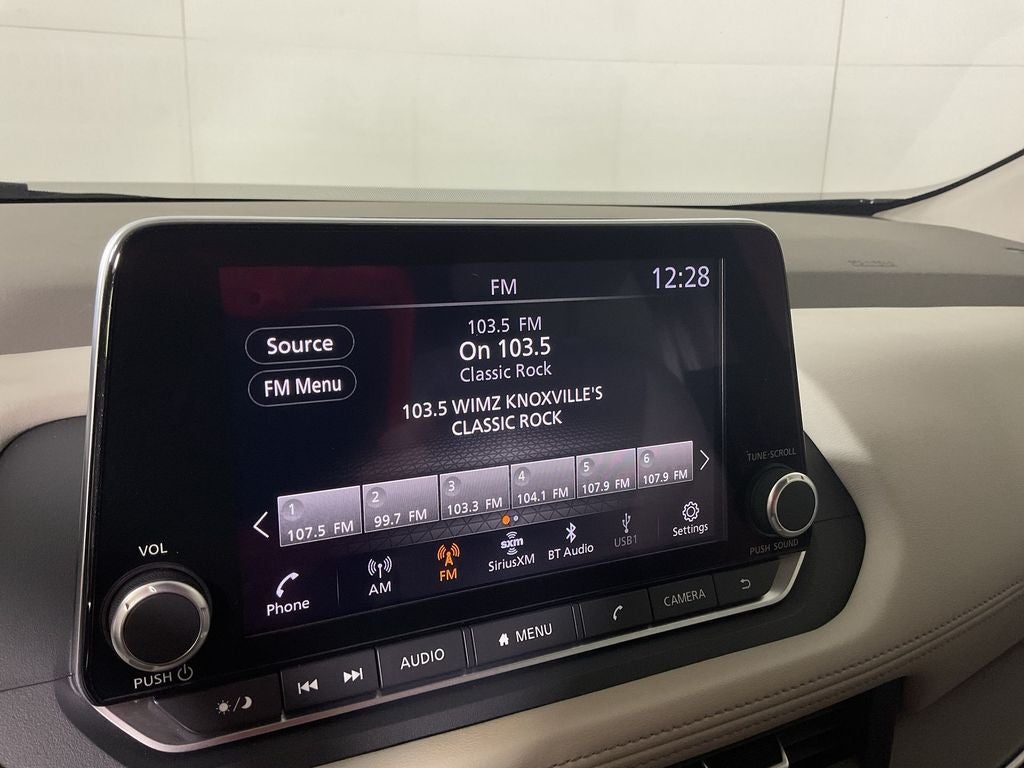 FM
12:28
Source
FM Menu
103.5 FM
On 103.5
Classic Rock
103.5 WIMZ KNOXVILLE'S
CLASSIC ROCK
1
107.5 FM
2
99.7 FM
3
103.3 FM
4
104.1 FM
5
107.9 FM
6
107.9 FM
Phone
AM
A
FM
sxm
SiriusXM
BT Audio
USB1
Settings
VOL
PUSH
TUNE·SCROLL
PUSH SOUND
AUDIO
MENU
CAMERA